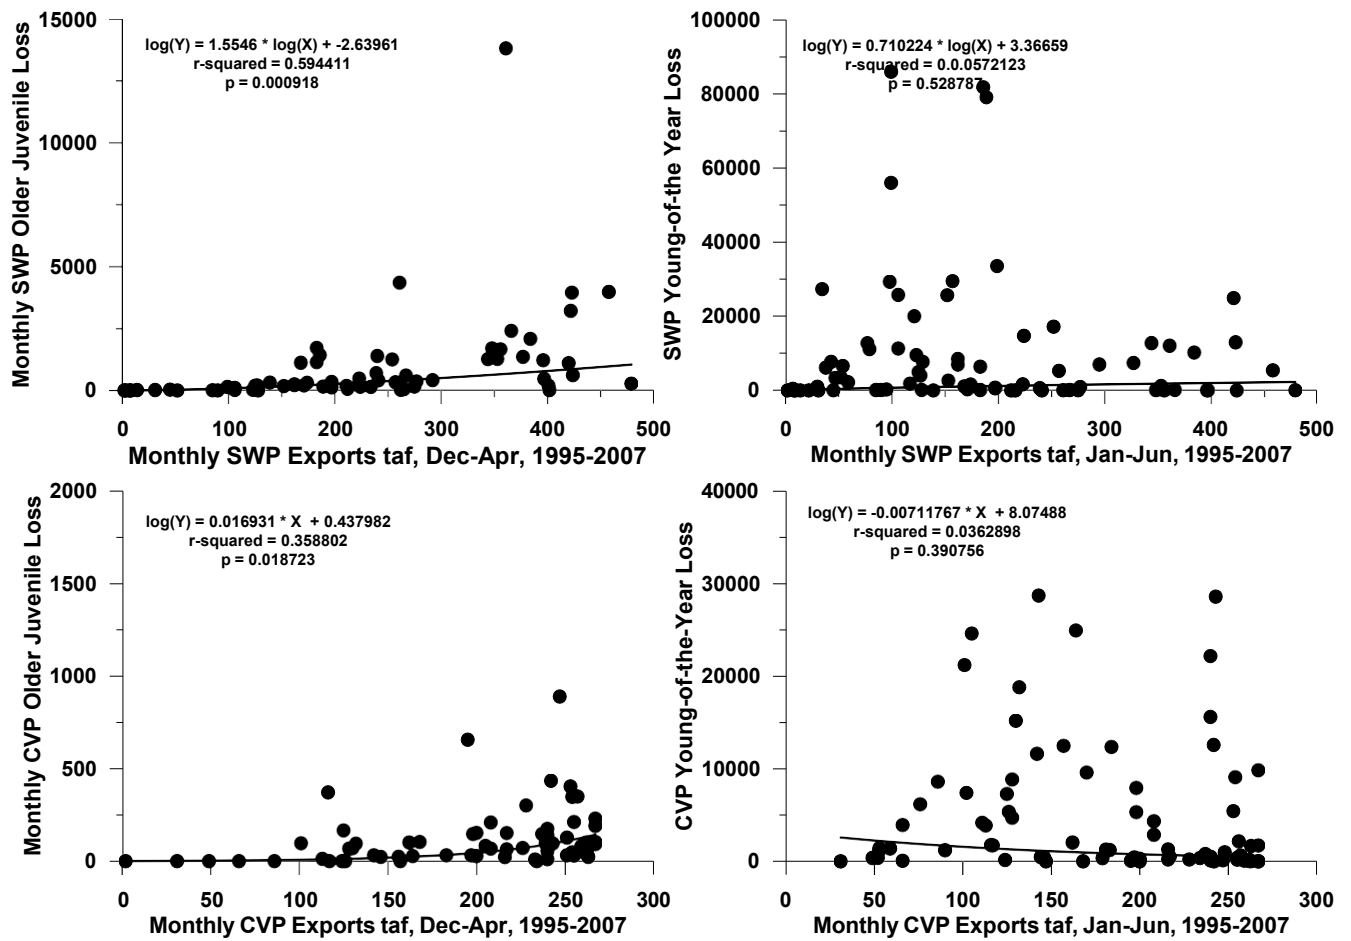 Monthly SWP Older Juvenile Loss
15000
10000
5000
0
log(Y) = 1.5546 * log(X) + -2.63961
r-squared = 0.594411
p = 0.000918
0 100 200 300 400 500
Monthly SWP Exports taf, Dec-Apr, 1995-2007
SWP Young-of-the Year Loss
100000
80000
60000
40000
20000
0
log(Y) = 0.710224 * log(X) + 3.36659
r-squared = 0.0.0572123
p = 0.528787
0 100 200 300 400 500
Monthly SWP Exports taf, Jan-Jun, 1995-2007
Monthly CVP Older Juvenile Loss
2000
1500
1000
500
0
log(Y) = 0.016931 * X + 0.437982
r-squared = 0.358802
p = 0.018723
0 50 100 150 200 250 300
Monthly CVP Exports taf, Dec-Apr, 1995-2007
CVP Young-of-the-Year Loss
40000
30000
20000
10000
0
log(Y) = -0.00711767 * X + 8.07488
r-squared = 0.0362898
p = 0.390756
0 50 100 150 200 250 300
Monthly CVP Exports taf, Jan-Jun, 1995-2007